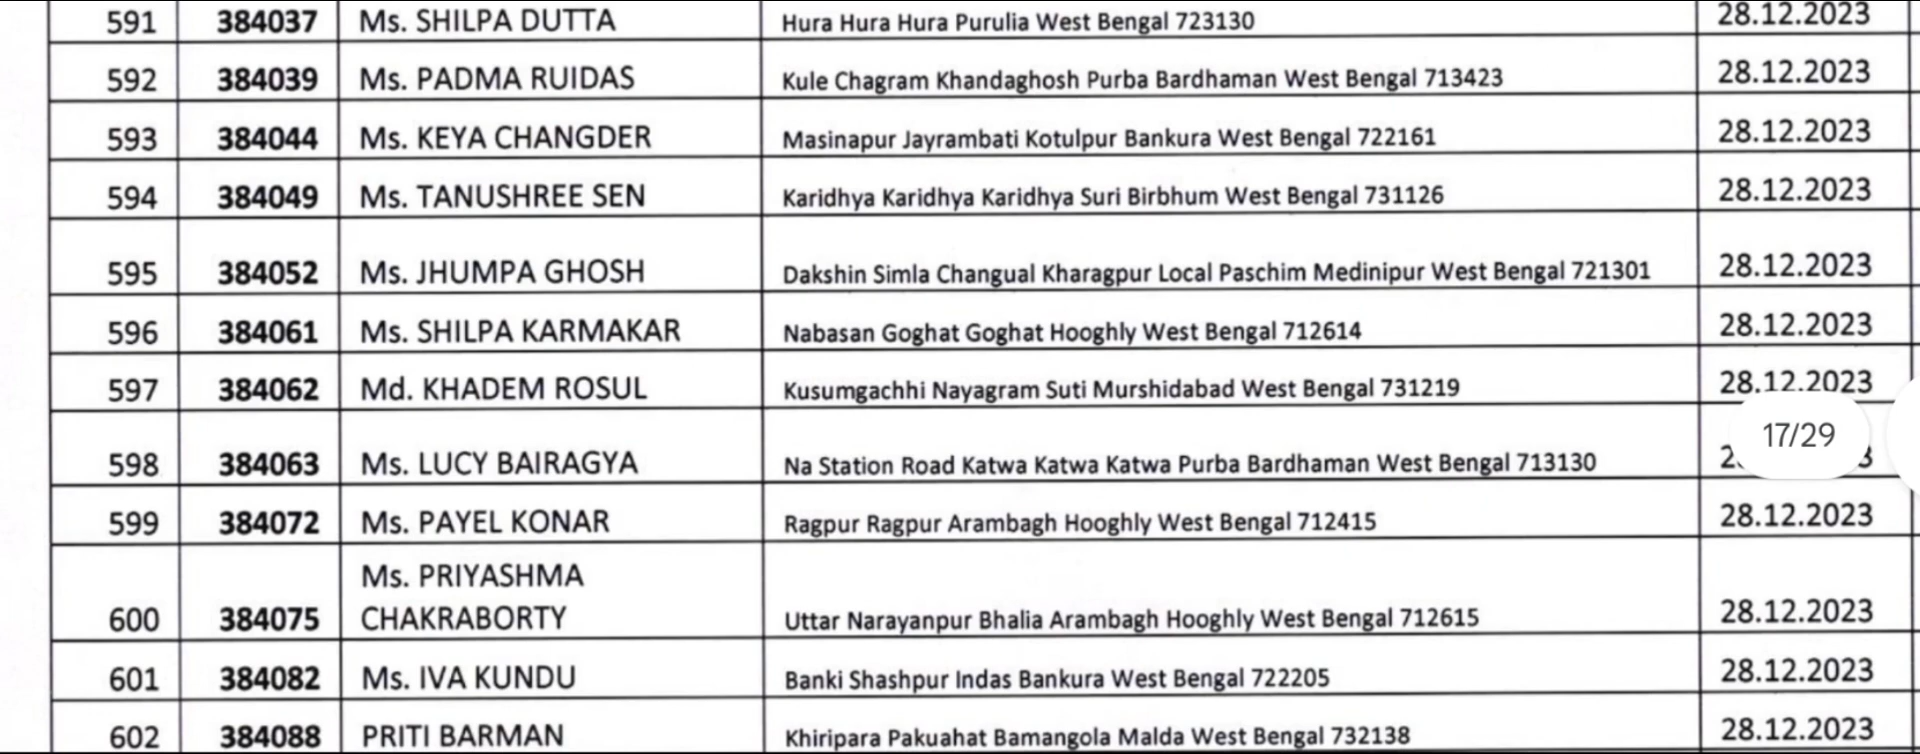 591 384037 Ms. SHILPA DUTTA Hura Hura Hura Purulia West Bengal 723130 28.12.2023
592 384039 Ms. PADMA RUIDAS Kule Chagram Khandaghosh Purba Bardhaman West Bengal 713423 28.12.2023
593 384044 Ms. KEYA CHANGDER Masinapur Jayrambati Kotulpur Bankura West Bengal 722161 28.12.2023
594 384049 Ms. TANUSHREE SEN Karidhya Karidhya Karidhya Suri Birbhum West Bengal 731126 28.12.2023
595 384052 Ms. JHUMPA GHOSH Dakshin Simla Changual Kharagpur Local Paschim Medinipur West Bengal 721301 28.12.2023
596 384061 Ms. SHILPA KARMAKAR Nabasan Goghat Goghat Hooghly West Bengal 712614 28.12.2023
597 384062 Md. KHADEM ROSUL Kusumgachhi Nayagram Suti Murshidabad West Bengal 731219 28.12.2023
17/29
598 384063 Ms. LUCY BAIRAGYA Na Station Road Katwa Katwa Katwa Purba Bardhaman West Bengal 713130
599 384072 Ms. PAYEL KONAR Ragpur Ragpur Arambagh Hooghly West Bengal 712415 28.12.2023
Ms. PRIYASHMA
600 384075 CHAKRABORTY Uttar Narayanpur Bhalia Arambagh Hooghly West Bengal 712615 28.12.2023
601 384082 Ms. IVA KUNDU Banki Shashpur Indas Bankura West Bengal 722205 28.12.2023
602 384088 PRITI BARMAN Khiripara Pakuahat Bamangola Malda West Bengal 732138 28.12.2023